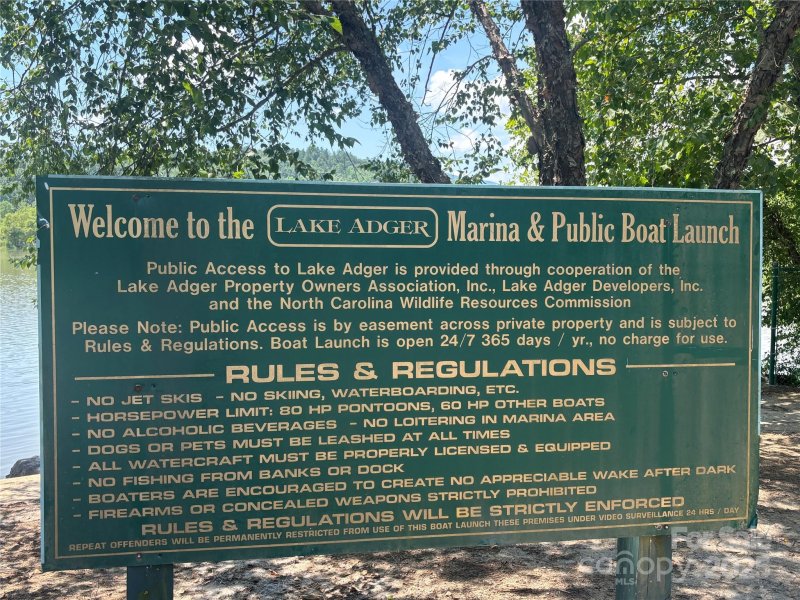 Welcome to the LAKE ADGER Marina & Public Boat Launch
Public Access to Lake Adger is provided through cooperation of the
Lake Adger Property Owners Association, Inc., Lake Adger Developers, Inc.
and the North Carolina Wildlife Resources Commission
Please Note: Public Access is by easement across private property and is subject to
Rules & Regulations. Boat Launch is open 24/7 365 days / yr., no charge for use.
RULES & REGULATIONS
- NO JET SKIS - NO SKIING, WATERBOARDING, ETC.
- HORSEPOWER LIMIT: 80 HP PONTOONS, 60 HP OTHER BOATS
- NO ALCOHOLIC BEVERAGES - NO LOITERING IN MARINA AREA
- DOGS OR PETS MUST BE LEASHED AT ALL TIMES
- ALL WATERCRAFT MUST BE PROPERLY LICENSED & EQUIPPED
- NO FISHING FROM BANKS OR DOCK
- BOATERS ARE ENCOURAGED TO CREATE NO APPRECIABLE WAKE AFTER DARK
- FIREARMS OR CONCEALED WEAPONS STRICTLY PROHIBITED
RULES & REGULATIONS WILL BE STRICTLY ENFORCED
REPEAT OFFENDERS WILL BE PERMANENTLY RESTRICTED FROM USE OF THIS BOAT LAUNCH THESE PREMISES UNDER VIDEO SURVEILLANCE 24 HRS / DAY
For Sale
canopy MLS